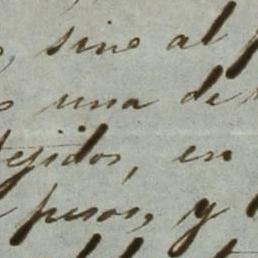 sino al
una de
tejidos, en
pesos, y